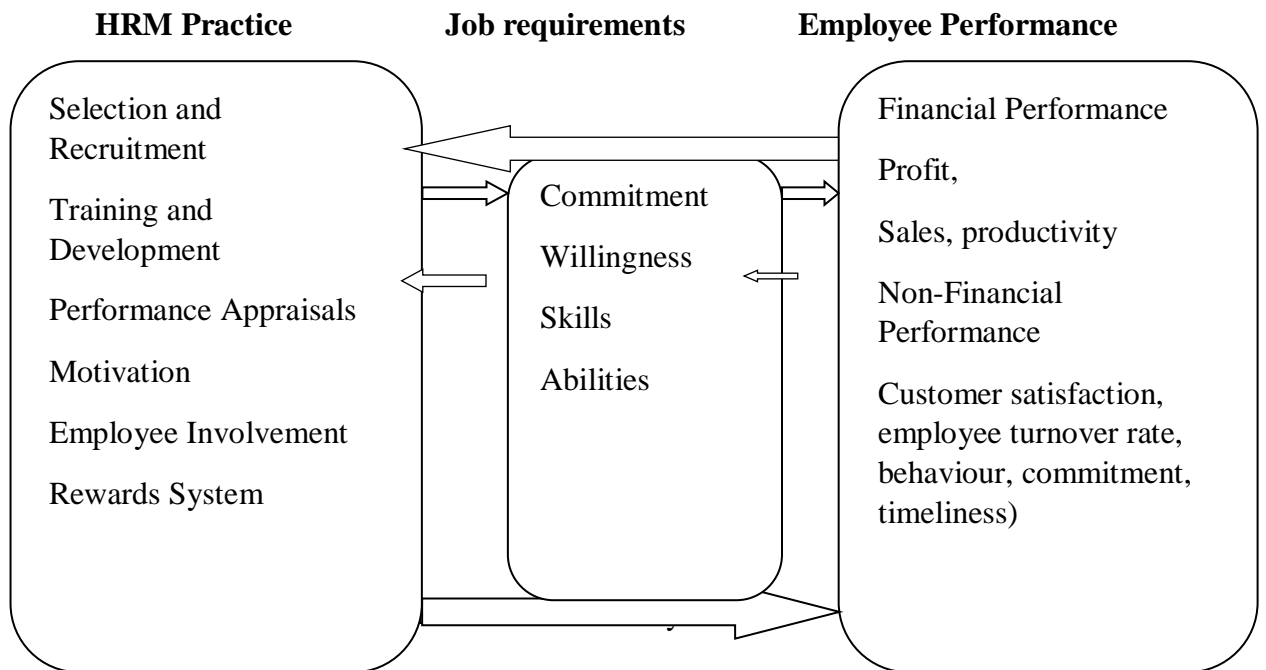 HRM Practice
Job requirements
Employee Performance
Selection and
Recruitment
Training and
Development
Performance Appraisals
Motivation
Employee Involvement
Rewards System
Commitment
Willingness
Skills
Abilities
Financial Performance
Profit,
Sales, productivity
Non-Financial
Performance
Customer satisfaction,
employee turnover rate,
behaviour, commitment,
timeliness)